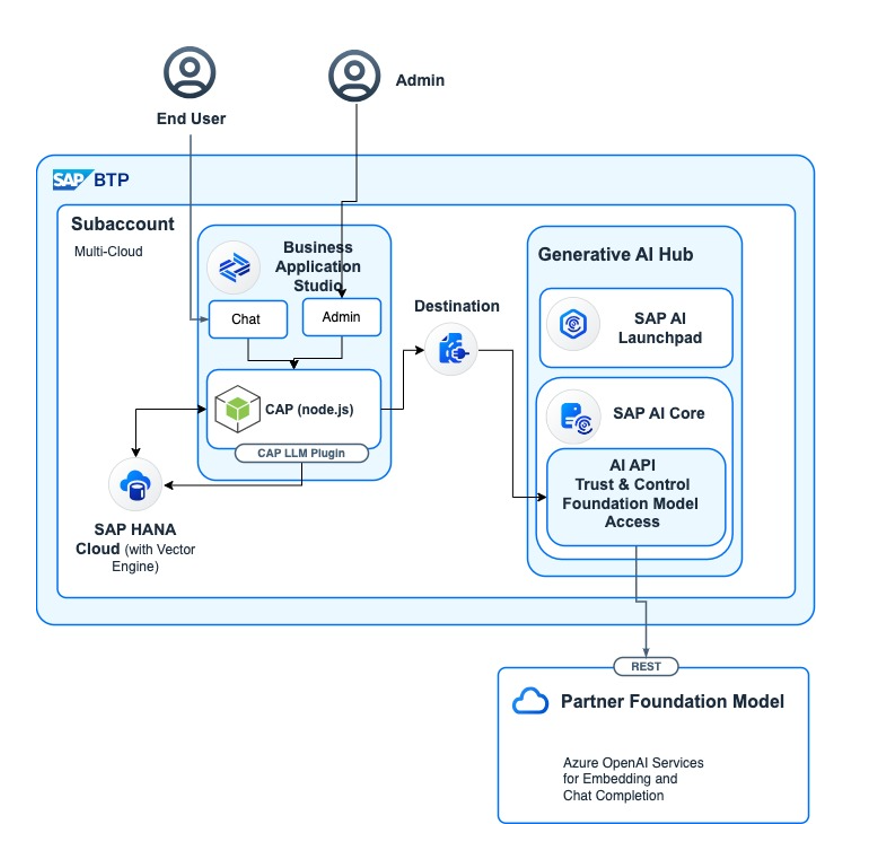 End User
Admin
SAP BTP
Subaccount
Multi-Cloud
Business
Application
Studio
Chat
Admin
CAP (node.js)
CAP LLM Plugin
SAP HANA
Cloud (with Vector
Engine)
Destination
Generative AI Hub
SAP AI
Launchpad
SAP AI Core
AI API
Trust & Control
Foundation Model
Access
REST
Partner Foundation Model
Azure OpenAI Services
for Embedding and
Chat Completion